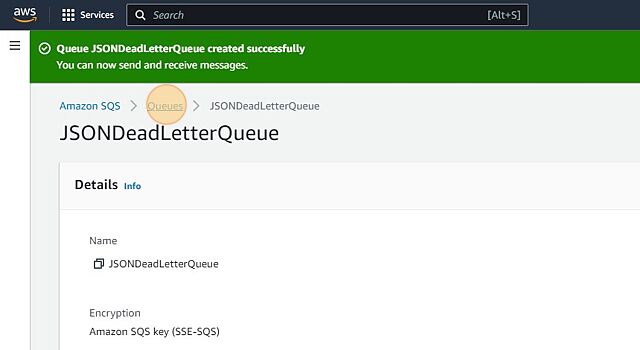 aws Services Search [Alt+S]
Queue JSONDeadLetterQueue created successfully
You can now send and receive messages.
Amazon SQS Queues JSONDeadLetterQueue
JSONDeadLetterQueue
Details Info
Name
JSONDeadLetterQueue
Encryption
Amazon SQS key (SSE-SQS)